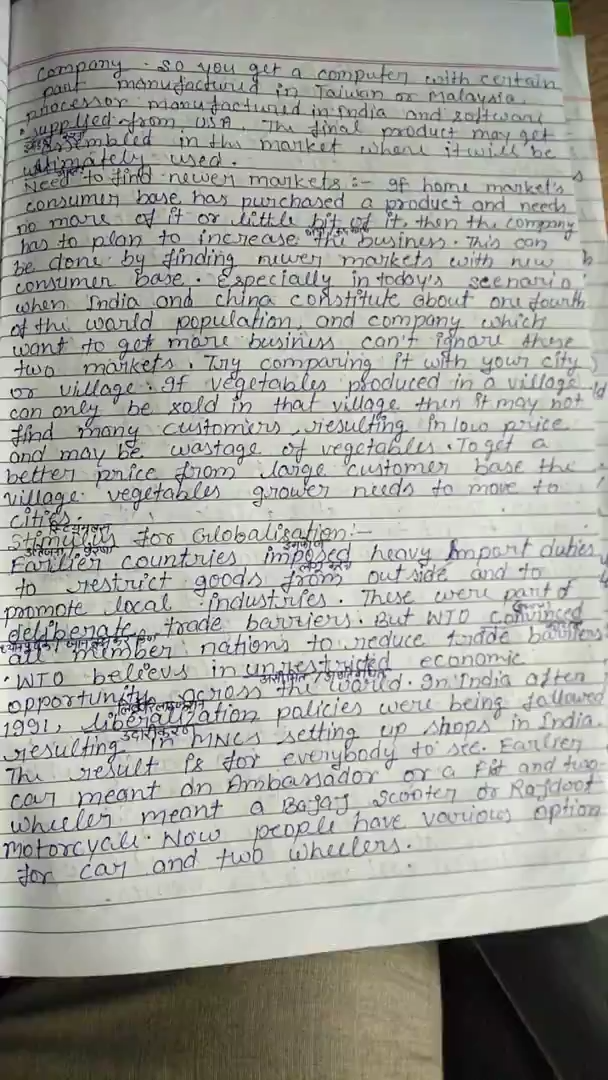 company. So you get a computer with certain
part manufactured in Taiwan or Malaysia,
processor manufactured in India and software
supplied from USA. The final product may get
assembled in the market where it will be
ultimately used.
Need to find newer markets :- If home market's
consumer base has purchased a product and needs
no more of it or little bit of it, then the company
has to plan to increase the business. This can
be done by finding newer markets with new
consumer base. Especially in today's scenario
when India and china constitute about one fourth
of the world population, and company which
want to get more business can't ignore these
two markets. Try comparing it with your city
or village. If vegetables produced in a village
can only be sold in that village then it may not
find many customers, resulting in low price
and may be wastage of vegetables. To get a
better price from large customer base the
village vegetables grower needs to move to
cities.
Stimulus for Globalisation :-
Earlier countries imposed heavy import duties
to restrict goods from outside and to
promote local industries. These were part of
deliberate trade barriers. But WTO convinced
all member nations to reduce trade barriers
. WTO believs in unrestricted economic
opportunity across the world. In India after
उदारीकरण
1991, liberalization policies were being followed
resulting in MNCs setting up shops in India.
The result is for everybody to see. Earlier
car meant an Ambassador or a Fit and two-
wheeler meant a Bajaj Scooter or Rajdoot
motorcycle. Now people have various option
for car and two wheelers.